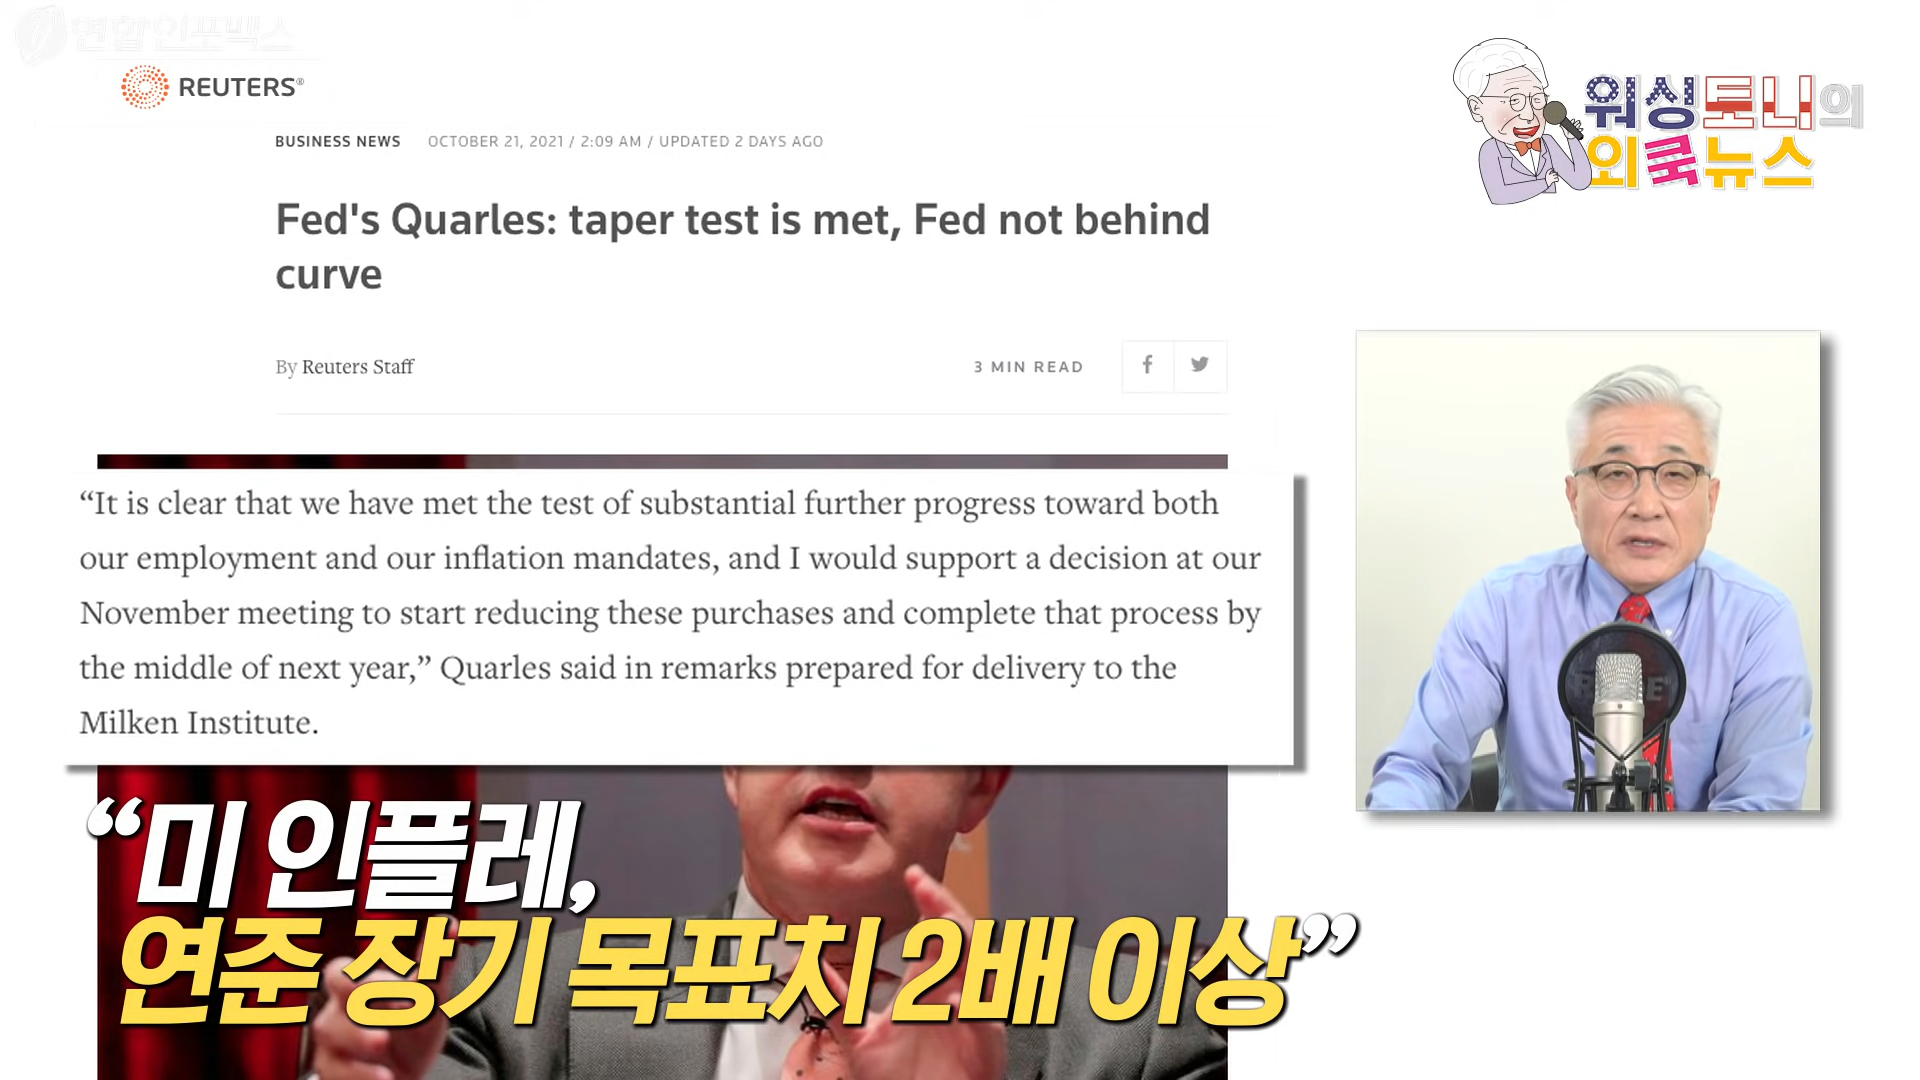 연합인포맥스
REUTERS®
워싱토니의
외쿡뉴스
BUSINESS NEWS OCTOBER 21, 2021 / 2:09 AM / UPDATED 2 DAYS AGO
Fed's Quarles: taper test is met, Fed not behind
curve
By Reuters Staff
3 MIN READ
“It is clear that we have met the test of substantial further progress toward both
our employment and our inflation mandates, and I would support a decision at our
November meeting to start reducing these purchases and complete that process by
the middle of next year,” Quarles said in remarks prepared for delivery to the
Milken Institute.
“미 인플레,
연준 장기 목표치 2배 이상”